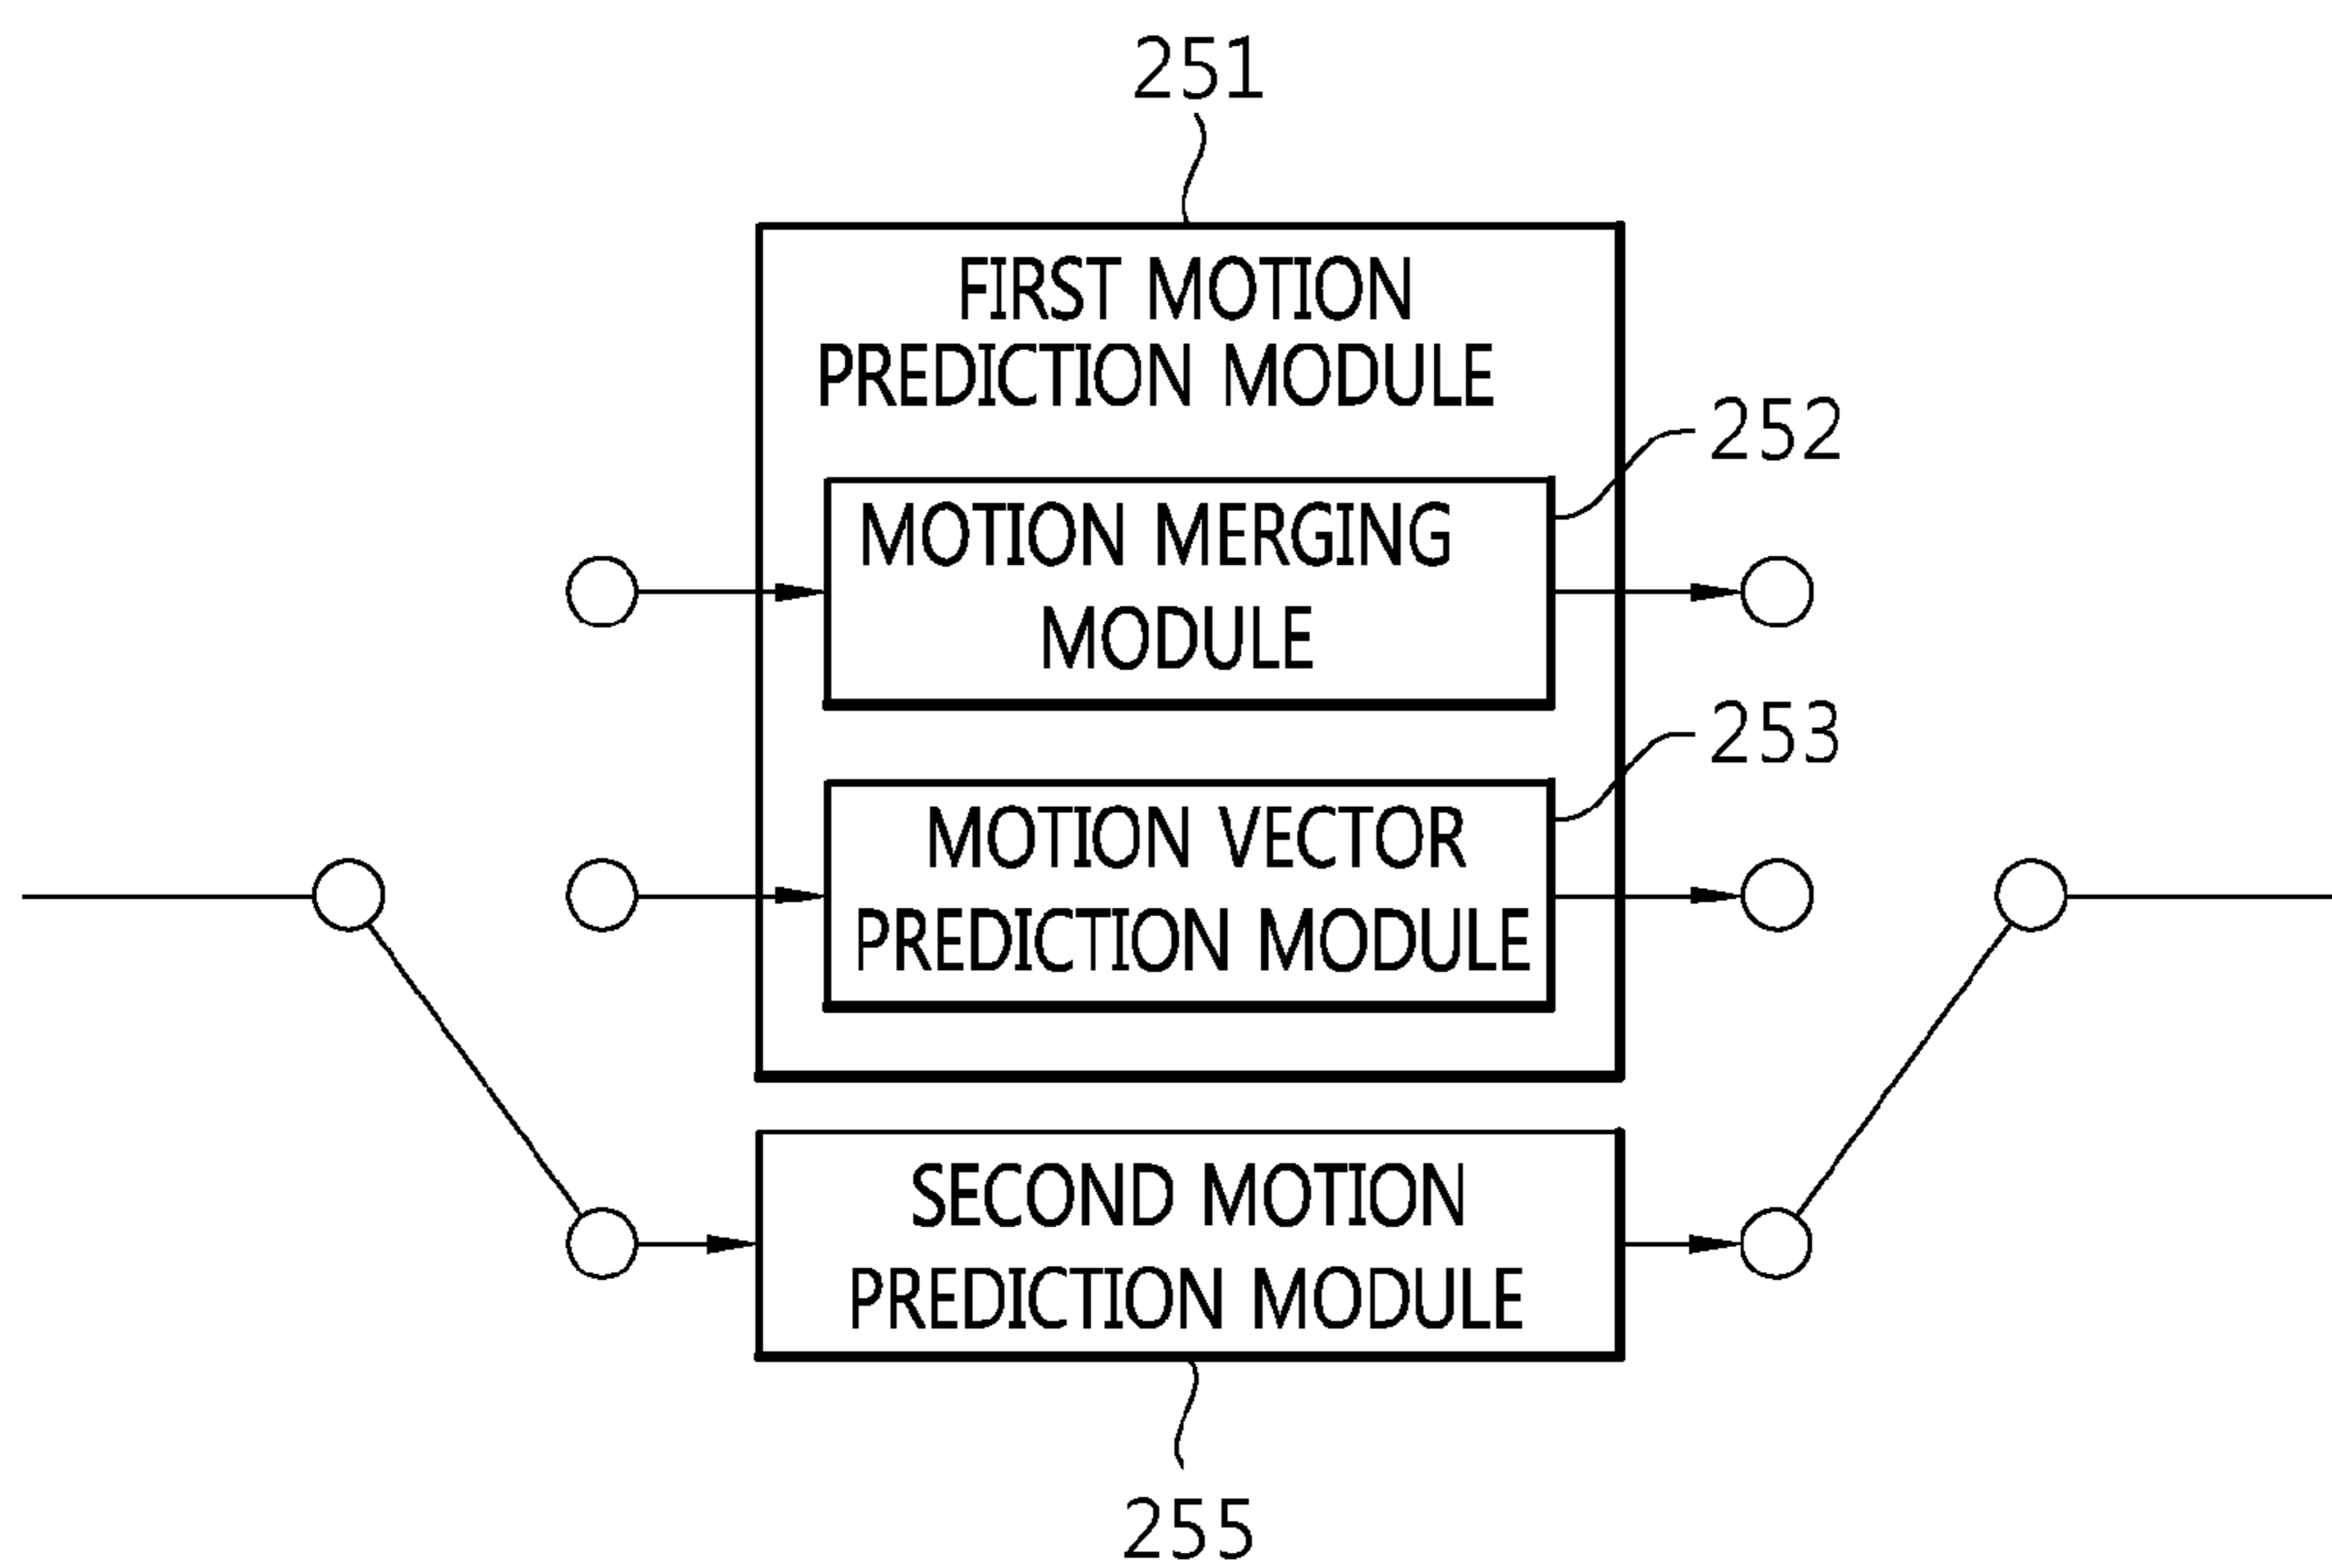 251
FIRST MOTION
PREDICTION MODULE
252
MOTION MERGING
MODULE
253
MOTION VECTOR
PREDICTION MODULE
SECOND MOTION
PREDICTION MODULE
255